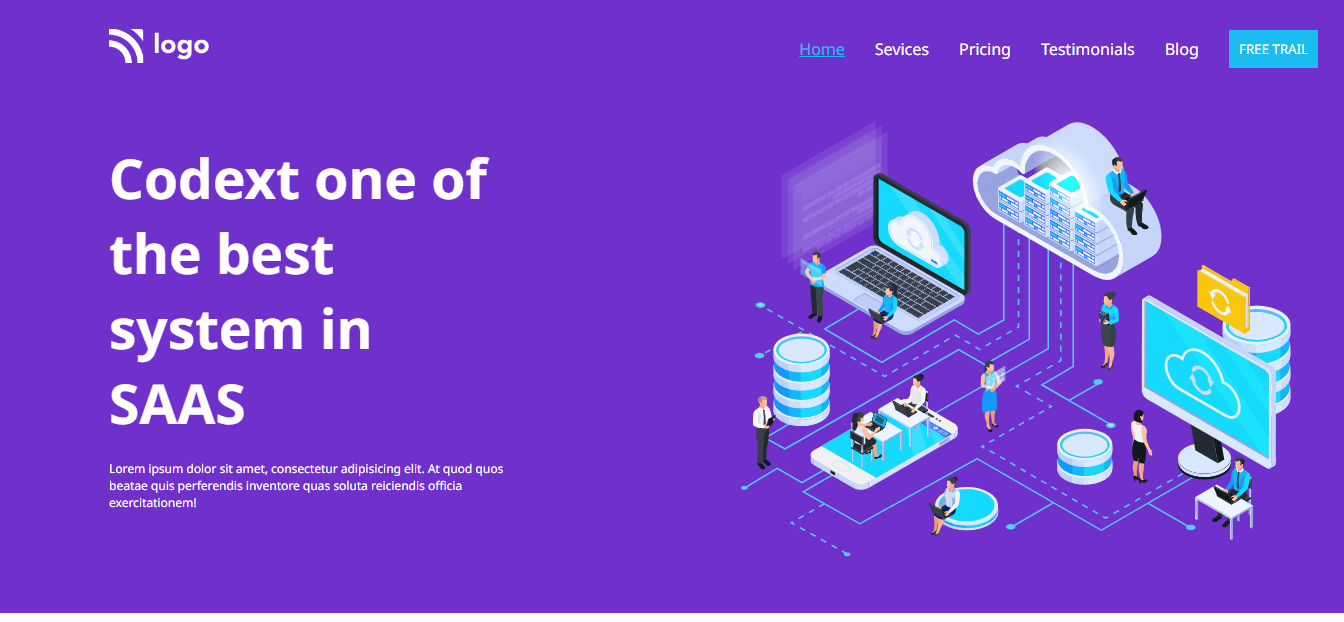 logo
Home Sevices Pricing Testimonials Blog FREE TRAIL
Codext one of
the best
system in
SAAS
Lorem ipsum dolor sit amet, consectetur adipisicing elit. At quod quos
beatae quis perferendis inventore quas soluta reiciendis officia
exercitationem!